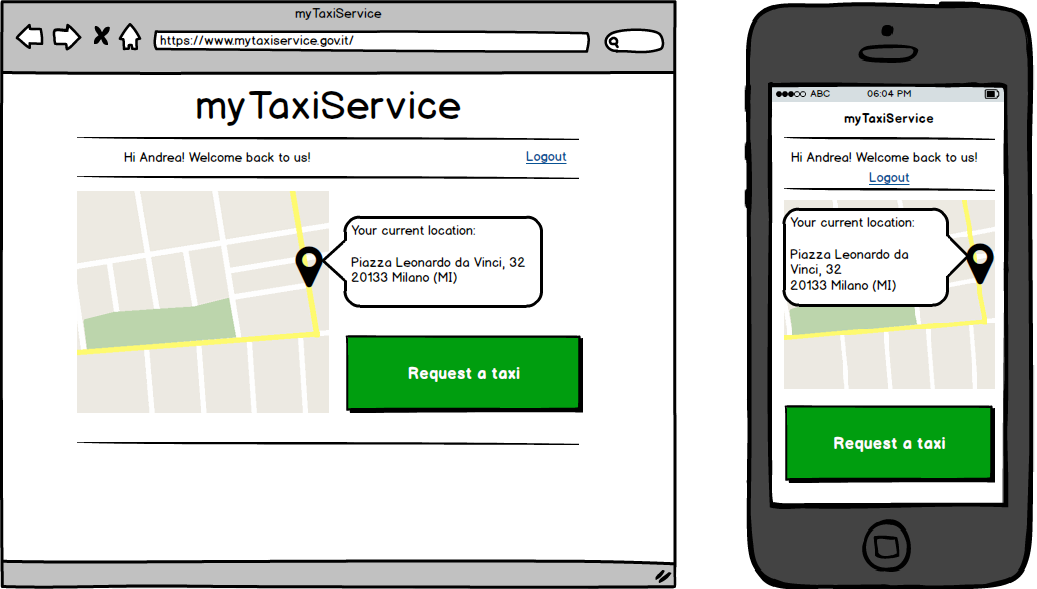 myTaxiService
https://www.mytaxiservice.gov.it/
myTaxiService
Hi Andrea! Welcome back to us!
Logout
Your current location:
Piazza Leonardo da Vinci, 32
20133 Milano (MI)
Request a taxi
ABC
06:04 PM
myTaxiService
Hi Andrea! Welcome back to us!
Logout
Your current location:
Piazza Leonardo da
Vinci, 32
20133 Milano (MI)
Request a taxi